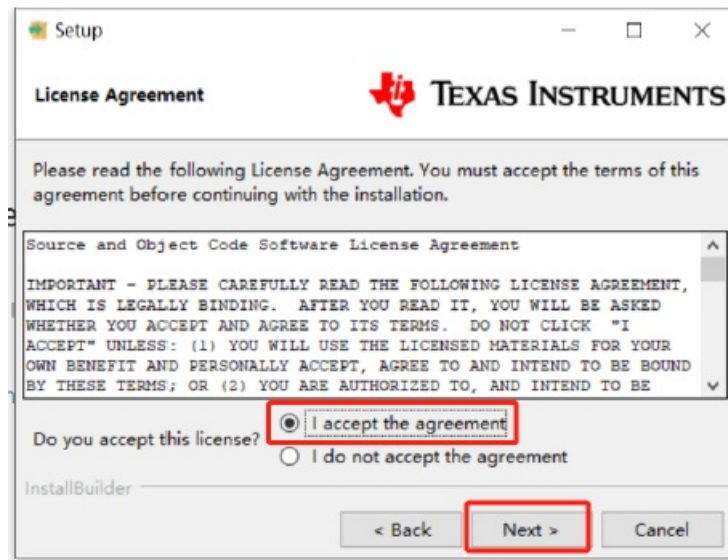 Setup
License Agreement
TEXAS INSTRUMENTS
Please read the following License Agreement. You must accept the terms of this
agreement before continuing with the installation.
Source and Object Code Software License Agreement
IMPORTANT - PLEASE CAREFULLY READ THE FOLLOWING LICENSE AGREEMENT,
WHICH IS LEGALLY BINDING.  AFTER YOU READ IT, YOU WILL BE ASKED
WHETHER YOU ACCEPT AND AGREE TO ITS TERMS.  DO NOT CLICK  "I
ACCEPT" UNLESS: (1) YOU WILL USE THE LICENSED MATERIALS FOR YOUR
OWN BENEFIT AND PERSONALLY ACCEPT, AGREE TO AND INTEND TO BE BOUND
BY THESE TERMS; OR (2) YOU ARE AUTHORIZED TO, AND INTEND TO BE
Do you accept this license?
I accept the agreement
I do not accept the agreement
InstallBuilder
< Back
Next >
Cancel